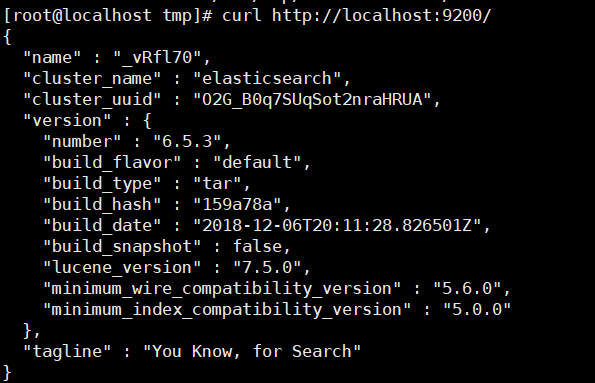 [root@localhost tmp]# curl http://localhost:9200/
{
  "name" : "_vRfl70",
  "cluster_name" : "elasticsearch",
  "cluster_uuid" : "O2G_B0q7SUqSot2nraHRUA",
  "version" : {
    "number" : "6.5.3",
    "build_flavor" : "default",
    "build_type" : "tar",
    "build_hash" : "159a78a",
    "build_date" : "2018-12-06T20:11:28.826501Z",
    "build_snapshot" : false,
    "lucene_version" : "7.5.0",
    "minimum_wire_compatibility_version" : "5.6.0",
    "minimum_index_compatibility_version" : "5.0.0"
  },
  "tagline" : "You Know, for Search"
}